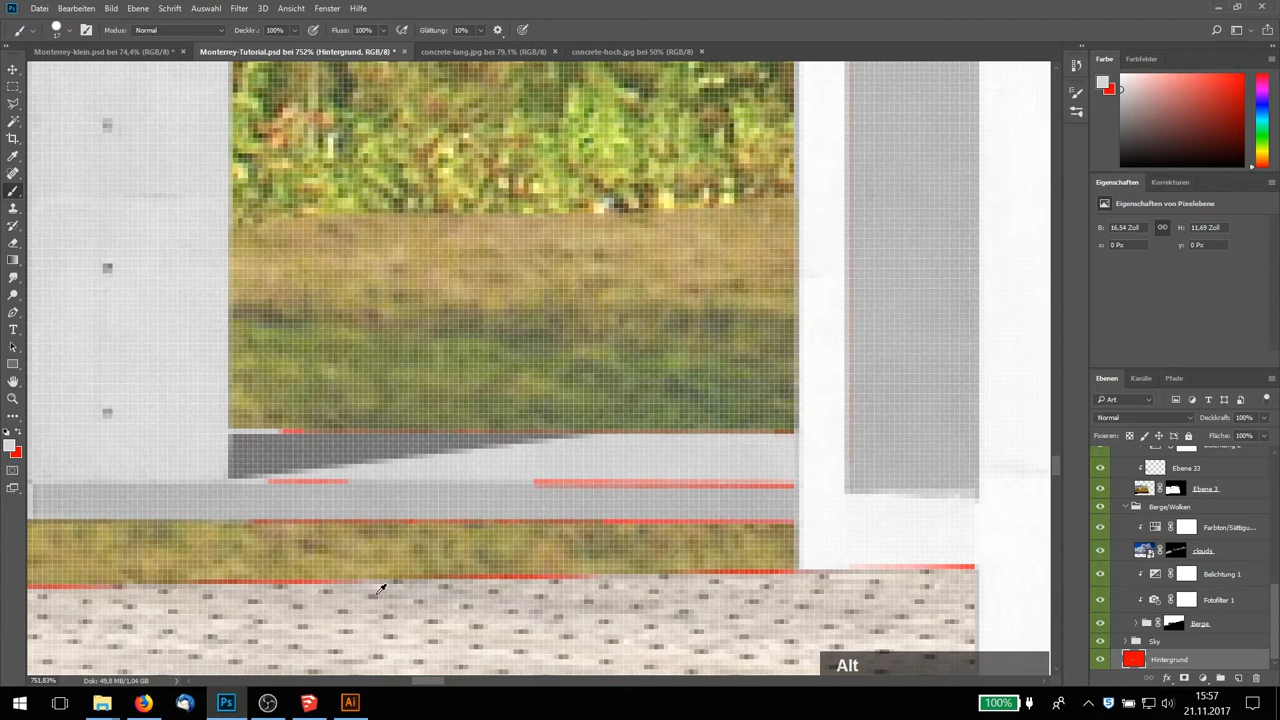 Datei Bearbeiten Bild Ebene Schrift Auswahl Filter 3D Ansicht Fenster Hilfe
17 Modus: Normal Deckkr.: 100% Fluss: 100% Glättung: 10%
Monterrey-klein.psd bei 74,4% (RGB/8) * × Monterrey-Tutorial.psd bei 752% (Hintergrund, RGB/8) * × concrete-lang.jpg bei 79,1% (RGB/8) × concrete-hoch.jpg bei 50% (RGB/8) ×
Farbe Farbfelder
Eigenschaften Korrekturen
Eigenschaften von Pixelebene
B: 16,54 Zoll H: 11,69 Zoll
x: 0 Px y: 0 Px
Ebenen Kanäle Pfade
Art
Normal Deckkraft: 100%
Fixieren: Fläche: 100%
Ebene 33
Ebene 3
Berge/Wolken
Farbton/Sättigu...
clouds
Belichtung 1
Fotofilter 1
Berge
Sky
Hintergrund
Alt
751,83% Dok: 49,8 MB/1,04 GB
Ps Ai 100% 15:57
21.11.2017